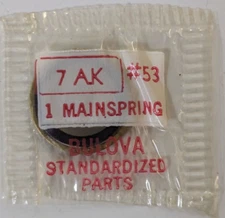 7 AK #53
1 MAINSPRING
BULOVA
STANDARDIZED
PARTS